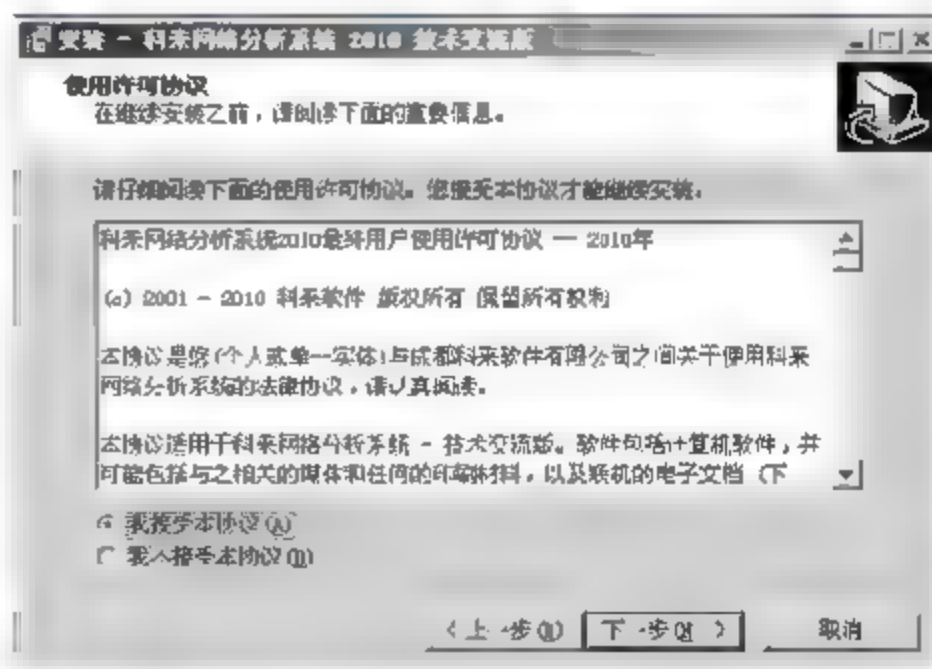 安装 - 科来网络分析系统 2010 技术交流版
使用许可协议
在继续安装之前，请阅读下面的重要信息。
请仔细阅读下面的使用许可协议。您接受本协议才能继续安装。
科来网络分析系统2010最终用户使用许可协议 — 2010年
(c) 2001 - 2010 科来软件 版权所有 保留所有权利
本协议是您(个人或单一实体)与成都科来软件有限公司之间关于使用科来
网络分析系统的法律协议，请认真阅读。
本协议适用于科来网络分析系统 - 技术交流版。软件包括计算机软件，并
可能包括与之相关的媒体和任何的印刷材料，以及联机的电子文档（下
我接受本协议(A)
我不接受本协议(D)
< 上一步(B)
下一步(N) >
取消